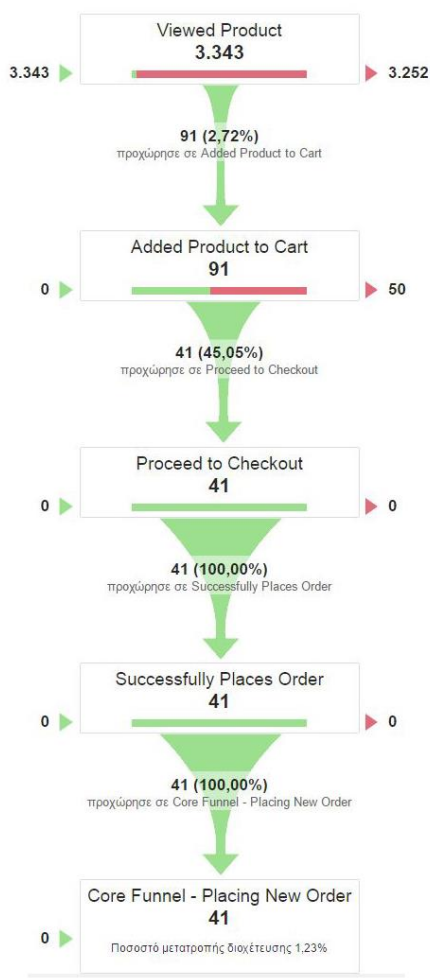 Viewed Product
3.343
3.343
3.252
91 (2,72%)
προχώρησε σε Added Product to Cart
Added Product to Cart
91
0
50
41 (45,05%)
προχώρησε σε Proceed to Checkout
Proceed to Checkout
41
0
0
41 (100,00%)
προχώρησε σε Successfully Places Order
Successfully Places Order
41
0
0
41 (100,00%)
προχώρησε σε Core Funnel - Placing New Order
Core Funnel - Placing New Order
41
0
Ποσοστό μετατροπής διοχέτευσης 1,23%